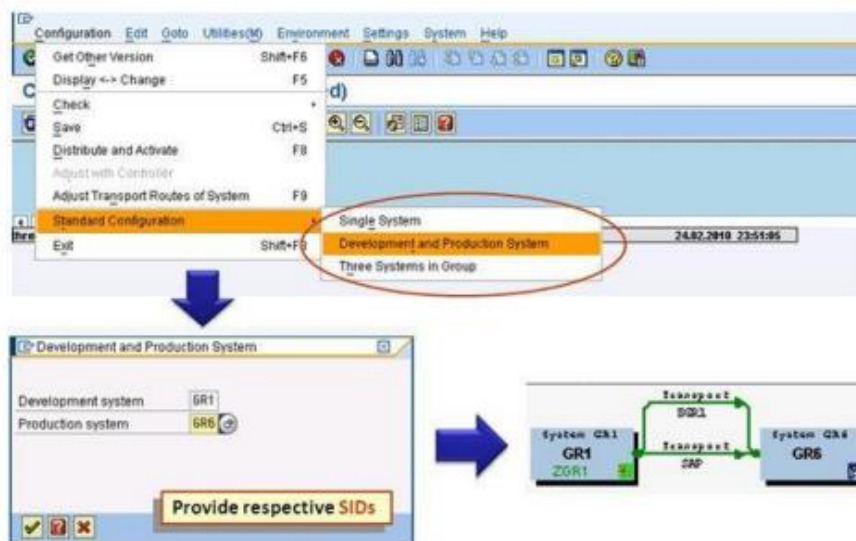 Configuration Edit Goto Utilities(M) Environment Settings System Help
Get Other Version Shift+F6
Display <-> Change F5
C d)
Check
Save Ctrl+S
Distribute and Activate F8
Adjust with Controller
Adjust Transport Routes of System F9
Standard Configuration
Exit Shift+F3
Single System
Development and Production System
Three Systems in Group
24.02.2010 23:51:05
Development and Production System
Development system GR1
Production system GR6
Provide respective SIDs
Transport
System GR1
GR1
ZGR1
Transport
SAP
System GR6
GR6